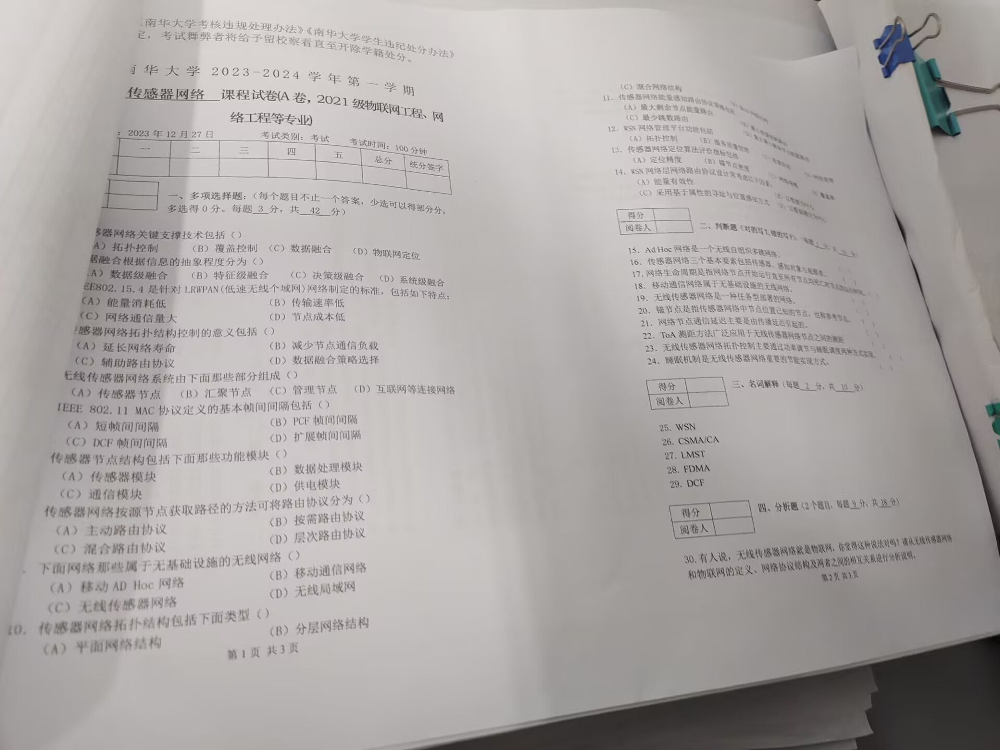 《南华大学考核违规处理办法》《南华大学学生违纪处分办法》
定，考试舞弊者将给予留校察看直至开除学籍处分。
南华大学 2023-2024 学年第一学期
传感器网络 课程试卷(A卷，2021级物联网工程、网
络工程等专业)
：2023年12月27日 考试类别：考试 考试时间：100分钟
一 二 三 四 五 总分 统分签字
一、多项选择题：（每个题目不止一个答案，少选可以得部分分，
多选得0分。每题 3 分，共 42 分）
感器网络关键支撑技术包括（）
（A）拓扑控制 （B）覆盖控制 （C）数据融合 （D）物联网定位
据融合根据信息的抽象程度分为（）
（A）数据级融合 （B）特征级融合 （C）决策级融合 （D）系统级融合
EE802.15.4是针对LRWPAN(低速无线个域网)网络制定的标准，包括如下特点：
（A）能量消耗低 （B）传输速率低
（C）网络通信量大 （D）节点成本低
传感器网络拓扑结构控制的意义包括（）
（A）延长网络寿命 （B）减少节点通信负载
（C）辅助路由协议 （D）数据融合策略选择
无线传感器网络系统由下面那些部分组成（）
（A）传感器节点 （B）汇聚节点 （C）管理节点 （D）互联网等连接网络
IEEE 802.11 MAC协议定义的基本帧间间隔包括（）
（A）短帧间间隔 （B）PCF帧间间隔
（C）DCF帧间间隔 （D）扩展帧间间隔
传感器节点结构包括下面那些功能模块（）
（A）传感器模块 （B）数据处理模块
（C）通信模块 （D）供电模块
传感器网络按源节点获取路径的方法可将路由协议分为（）
（A）主动路由协议 （B）按需路由协议
（C）混合路由协议 （D）层次路由协议
. 下面网络那些属于无基础设施的无线网络（）
（A）移动AD Hoc网络 （B）移动通信网络
（C）无线传感器网络 （D）无线局域网
10. 传感器网络拓扑结构包括下面类型（）
（A）平面网络结构 （B）分层网络结构
第1页 共3页
（C）混合网络结构
11. 传感器网络能量感知路由协议策略包括
（A）最大剩余节点能量路由
（C）最少跳数路由
12. WSN网络管理平台功能包括
（A）拓扑控制 （B）服务质量管理
13. 传感器网络定位算法评价指标包括
（A）定位精度 （B）锚节点密度
14. WSN网络层网络路由协议设计常考虑以下因素：
（A）能量有效性
（C）采用基于属性的寻址与位置感知方式
得分
阅卷人
二、判断题（对的写T,错的写F）：（每题 1 分，共 分）
15. Ad Hoc网络是一个无线自组织多跳网络。
16. 传感器网络三个基本要素包括传感器、感知对象与观察者。
17. 网络生命周期是指网络节点开始运行直至所有节点均死亡
18. 移动通信网络属于无基础设施的无线网络。
19. 无线传感器网络是一种任务型部署的网络。
20. 锚节点是指传感器网络中节点位置已知的节点，也称参考节点。
21. 网络节点通信延迟主要是由传播延迟引起的。
22. ToA测距方法广泛应用于无线传感器网络节点之间的测距
23. 无线传感器网络拓扑控制主要通过功率调节与睡眠调度两种方式实现。
24. 睡眠机制是无线传感器网络重要的节能实现方式。
得分
阅卷人
三、名词解释（每题 2 分，共 10 分）
25. WSN
26. CSMA/CA
27. LMST
28. FDMA
29. DCF
得分
阅卷人
四、分析题（2个题目，每题 9 分，共 18 分）
30. 有人说，无线传感器网络就是物联网，你觉得这种说法对吗？请从无线传感器网络
和物联网的定义、网络协议结构及两者之间的相互关系进行分析说明。
第2页 共3页